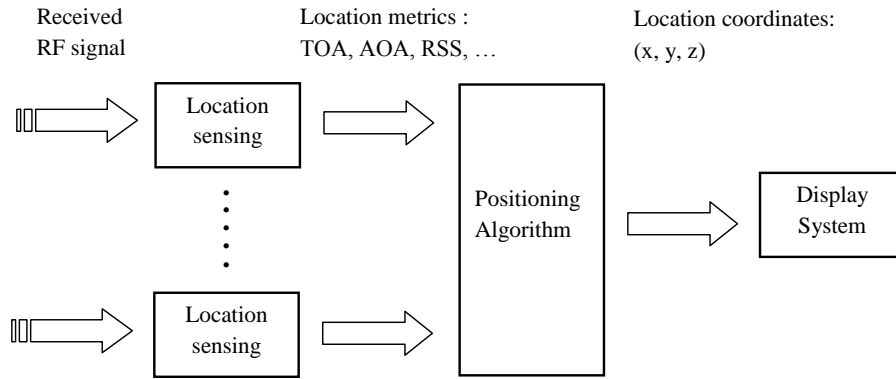 Received
RF signal
Location metrics :
TOA, AOA, RSS, …
Location coordinates:
(x, y, z)
Location
sensing
Positioning
Algorithm
Display
System
Location
sensing